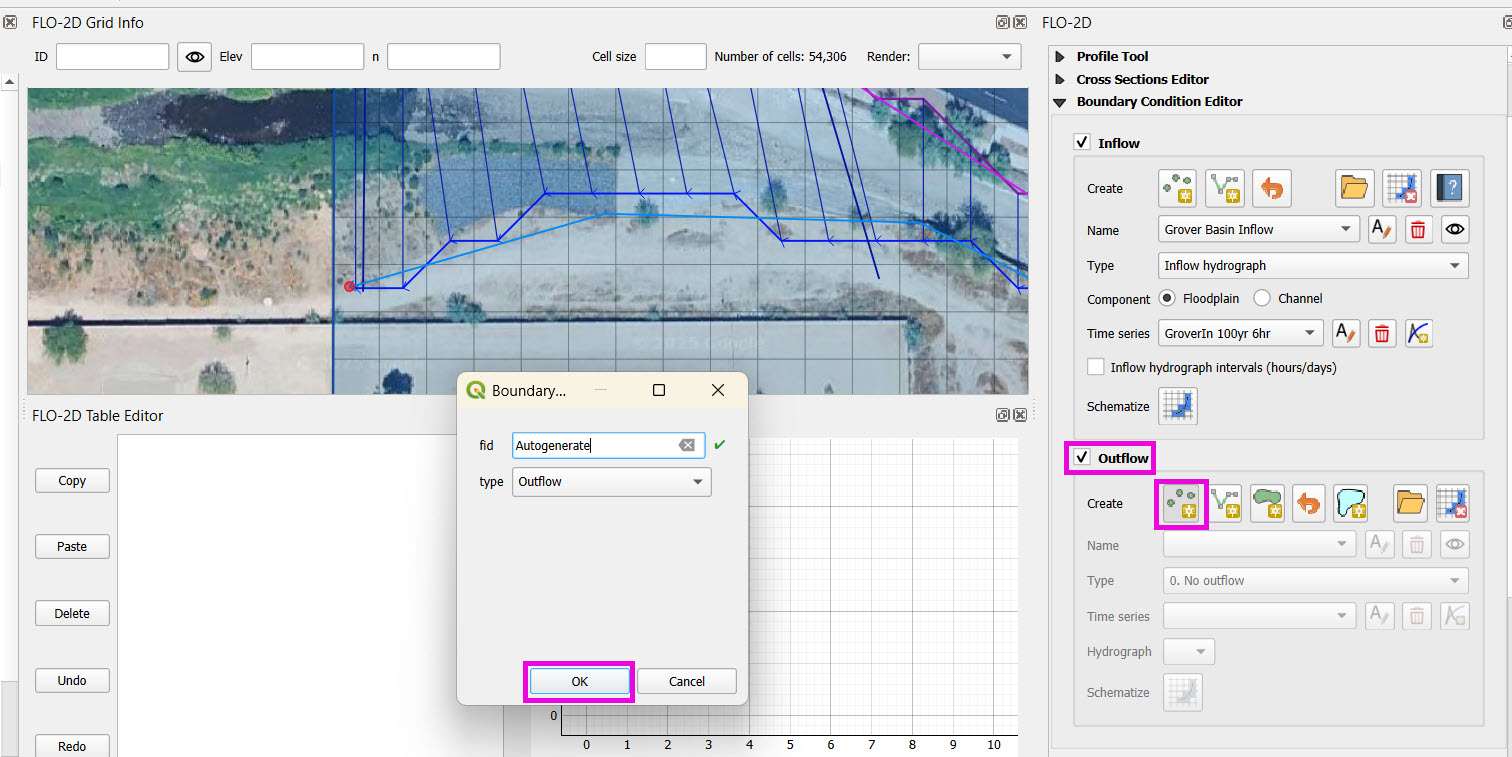 FLO-2D Grid Info
ID Elev n Cell size Number of cells: 54,306 Render:
FLO-2D Table Editor
Copy
Paste
Delete
Undo
Redo
Boundary...
fid Autogenerate
type Outflow
OK Cancel
0
0 1 2 3 4 5 6 7 8 9 10
FLO-2D
Profile Tool
Cross Sections Editor
Boundary Condition Editor
Inflow
Create
Name Grover Basin Inflow
Type Inflow hydrograph
Component Floodplain Channel
Time series GroverIn 100yr 6hr
Inflow hydrograph intervals (hours/days)
Schematize
Outflow
Create
Name
Type 0. No outflow
Time series
Hydrograph
Schematize